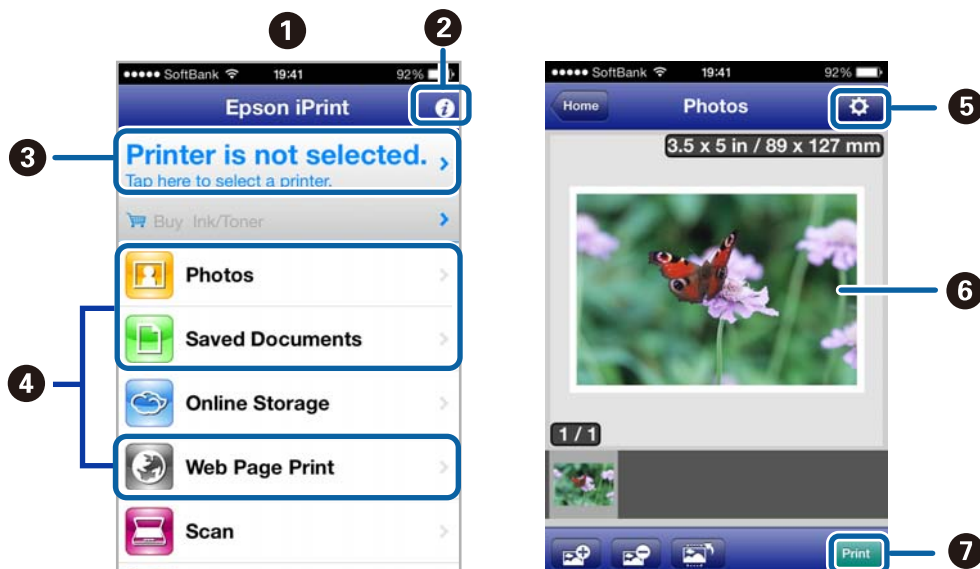 1
2
●●●●● SoftBank 19:41 92%
Epson iPrint
3
Printer is not selected.
Tap here to select a printer.
Buy Ink/Toner
4
Photos
Saved Documents
Online Storage
Web Page Print
Scan
●●●●● SoftBank 19:41 92%
Home Photos
5
3.5 x 5 in / 89 x 127 mm
6
1 / 1
Print
7